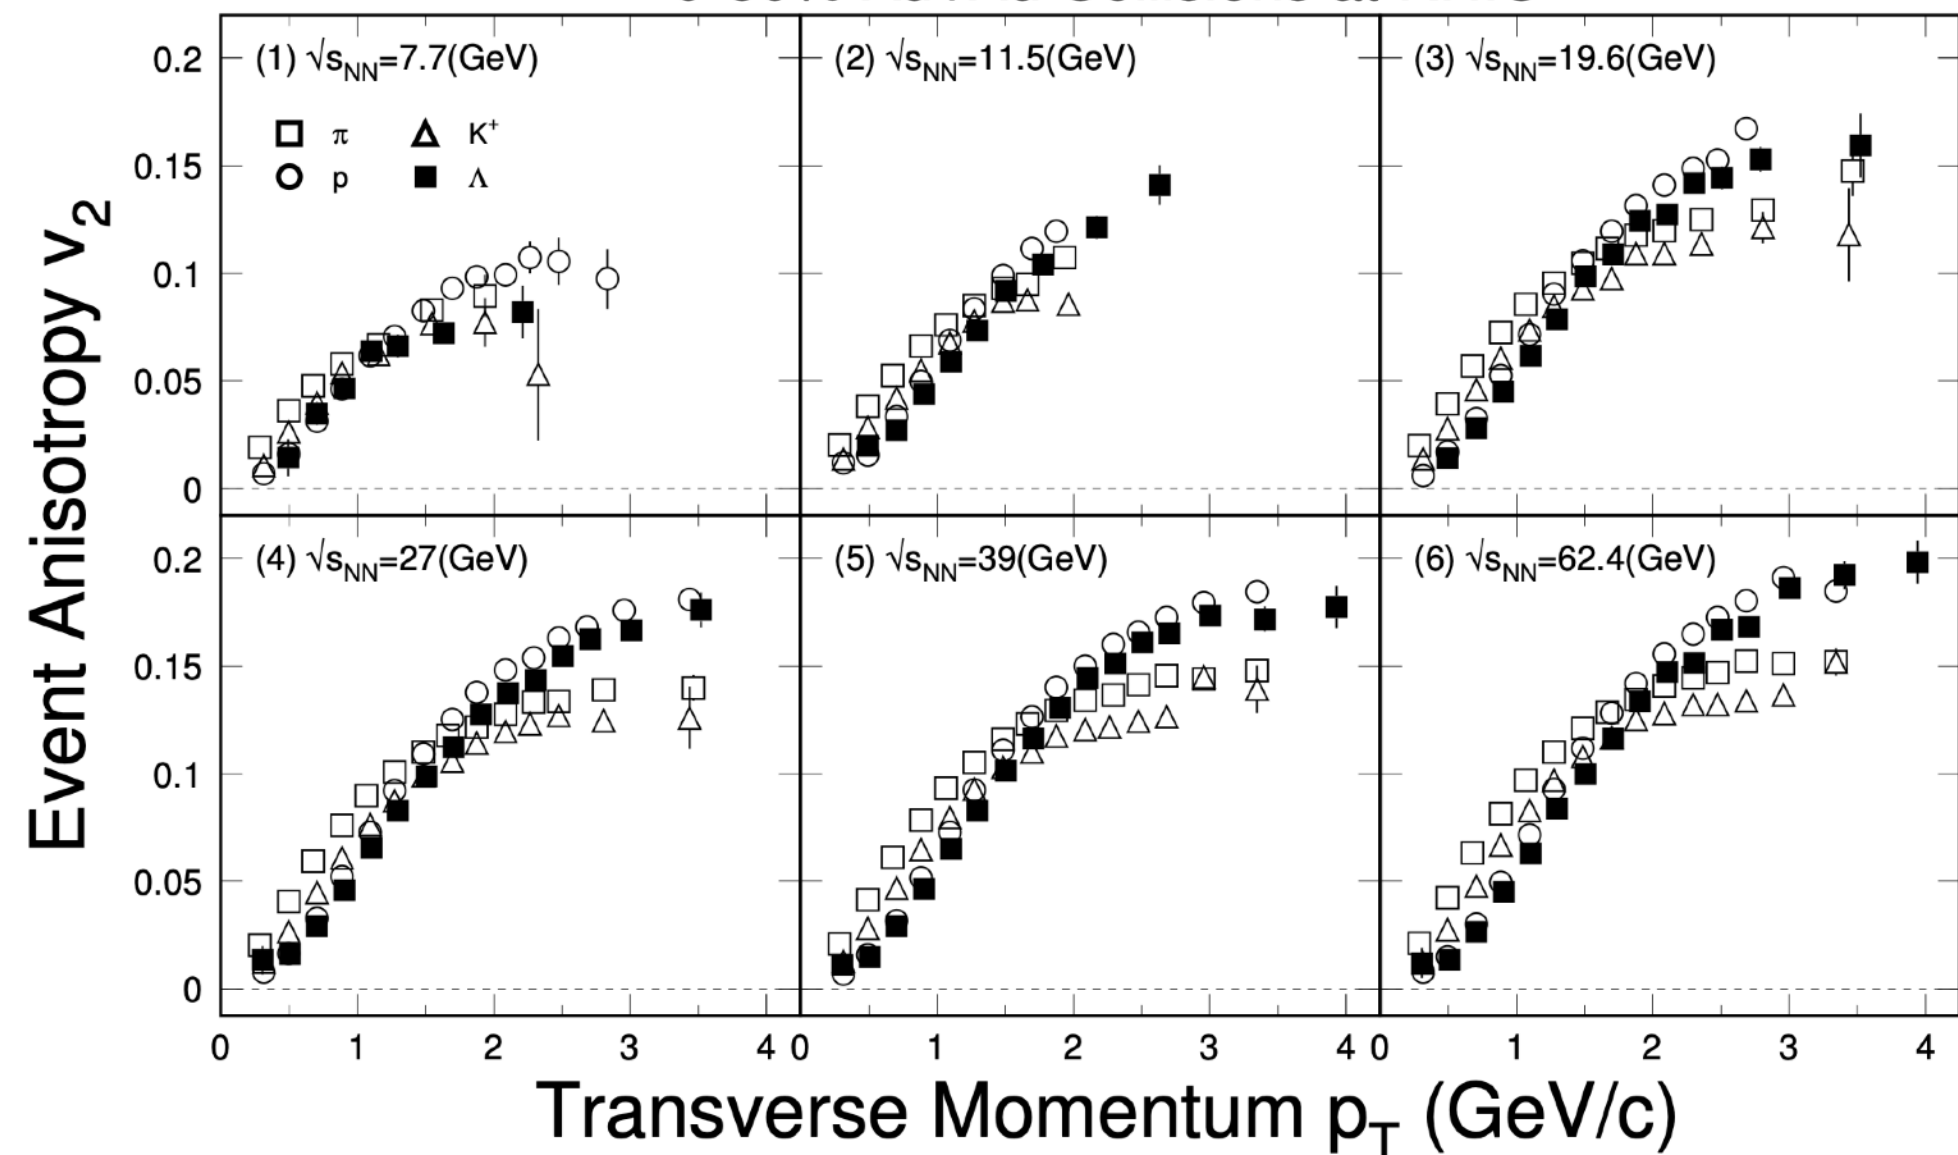 (1) √sNN=7.7(GeV)
(2) √sNN=11.5(GeV)
(3) √sNN=19.6(GeV)
π
K+
p
Λ
0.2
0.15
0.1
0.05
0
(4) √sNN=27(GeV)
(5) √sNN=39(GeV)
(6) √sNN=62.4(GeV)
0.2
0.15
0.1
0.05
0
Event Anisotropy v2
0 1 2 3 4 0 1 2 3 4 0 1 2 3 4
Transverse Momentum pT (GeV/c)